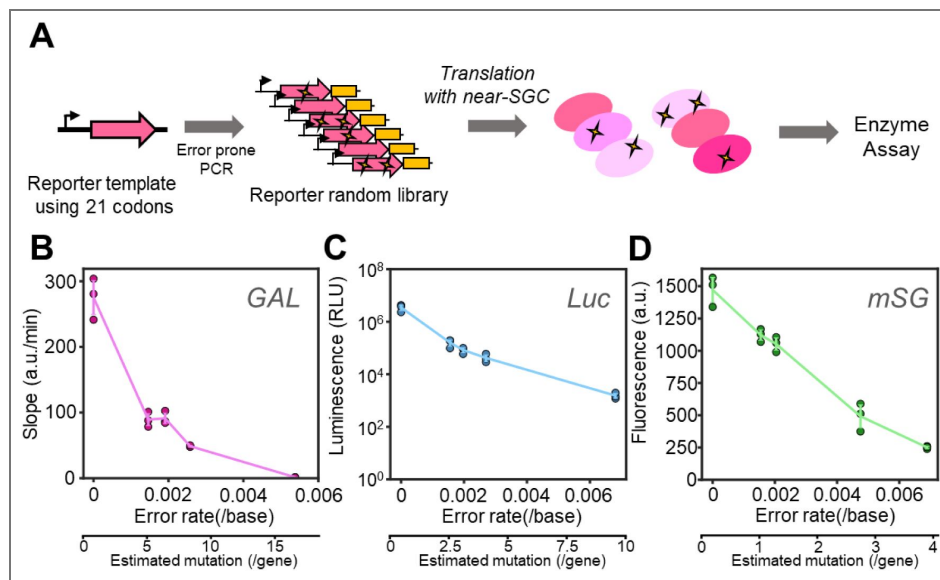 A
Translation
with near-SGC
Error prone
PCR
Enzyme
Assay
Reporter template
using 21 codons
Reporter random library
B
GAL
300
200
100
0
Slope (a.u./min)
0 0.002 0.004 0.006
Error rate(/base)
0 5 10 15
Estimated mutation (/gene)
C
Luc
10^8
10^6
10^4
10^2
10^0
Luminescence (RLU)
0 0.002 0.004 0.006
Error rate(/base)
0 2.5 5 7.5 10
Estimated mutation (/gene)
D
mSG
1500
1250
1000
750
500
250
0
Fluorescence (a.u.)
0 0.002 0.004 0.006
Error rate(/base)
0 1 2 3 4
Estimated mutation (/gene)